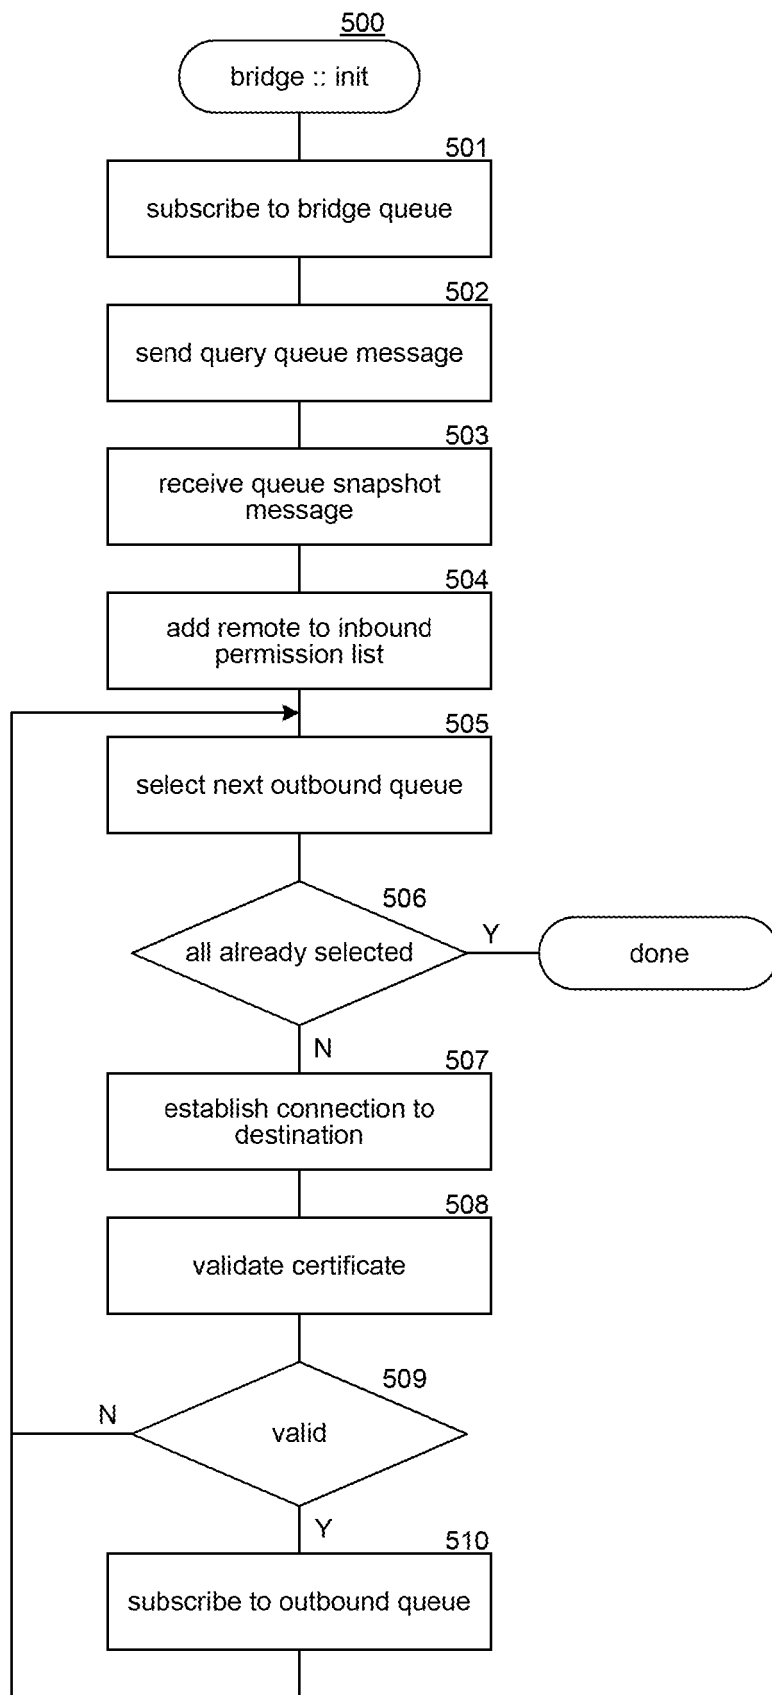 500
bridge :: init
501
subscribe to bridge queue
502
send query queue message
503
receive queue snapshot
message
504
add remote to inbound
permission list
505
select next outbound queue
506
all already selected
Y
done
N
507
establish connection to
destination
508
validate certificate
509
N
valid
Y
510
subscribe to outbound queue